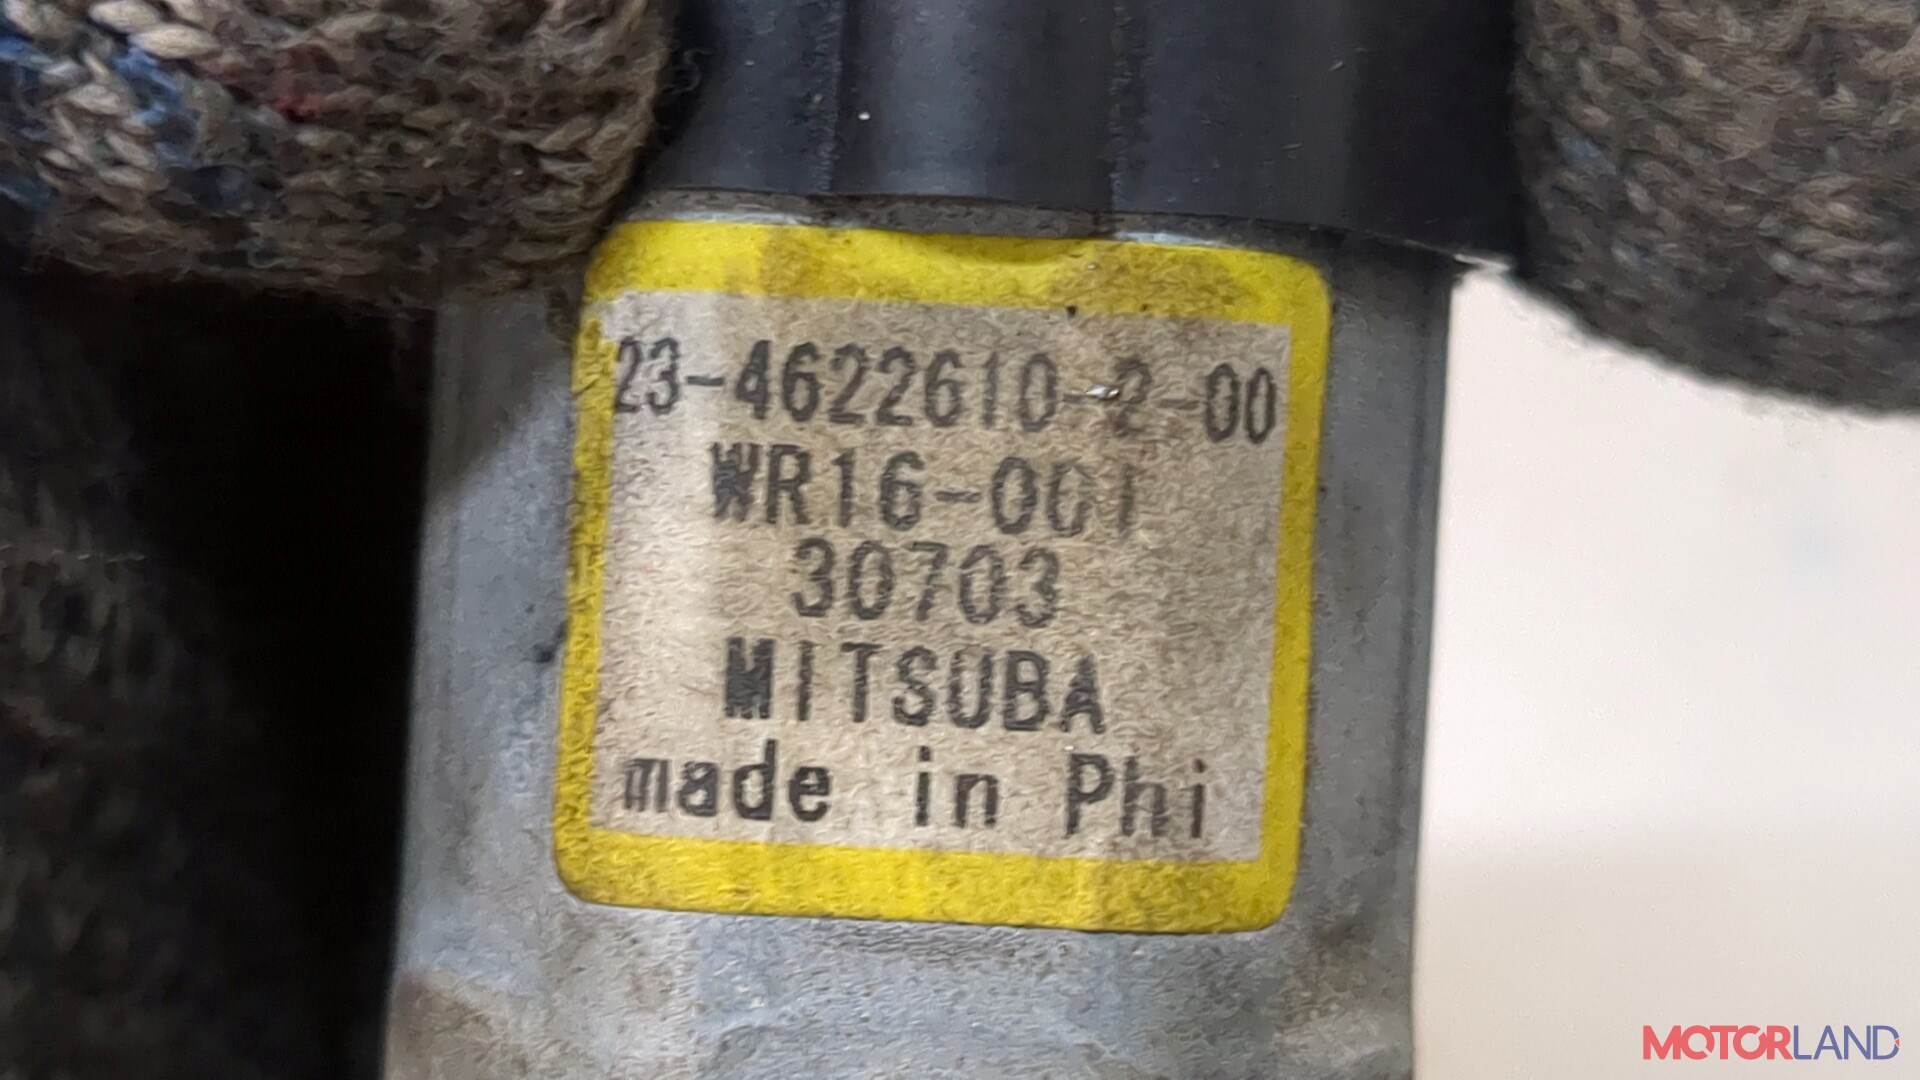 23-4622610-2-00
WR16-001
30703
MITSUBA
made in Phi
MOTORLAND